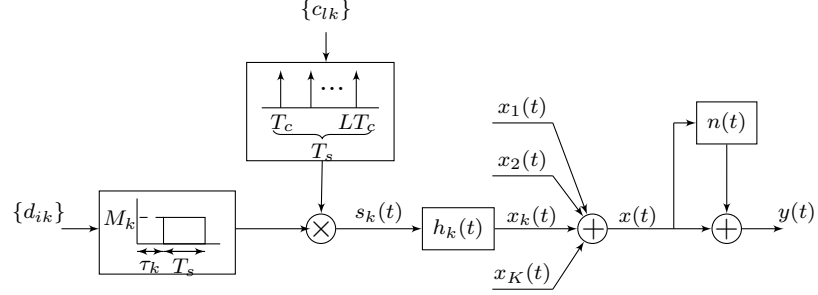 {c_{lk}}
...
T_c LT_c
T_s
{d_{ik}}
M_k
τ_k T_s
×
s_k(t)
h_k(t)
x_1(t)
x_2(t)
x_k(t)
x_K(t)
+
x(t)
n(t)
+
y(t)